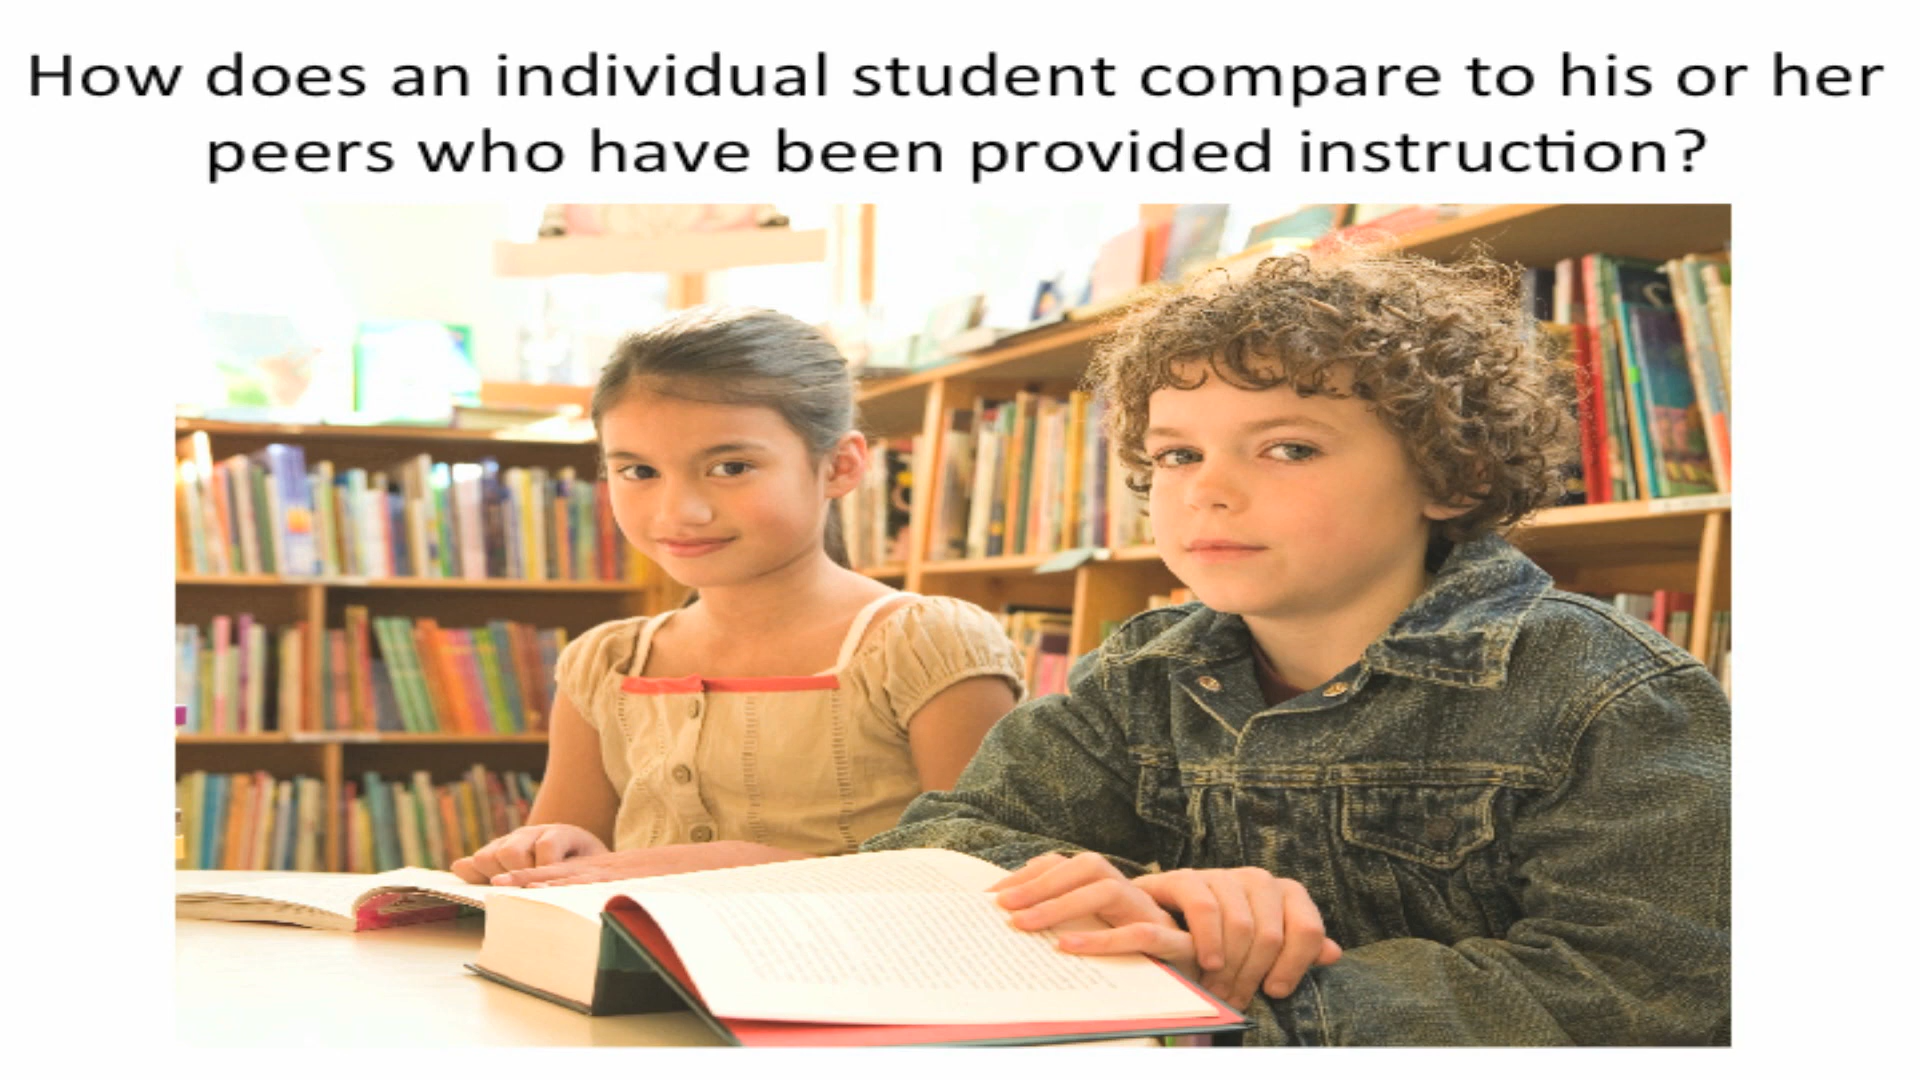 How does an individual student compare to his or her
peers who have been provided instruction?